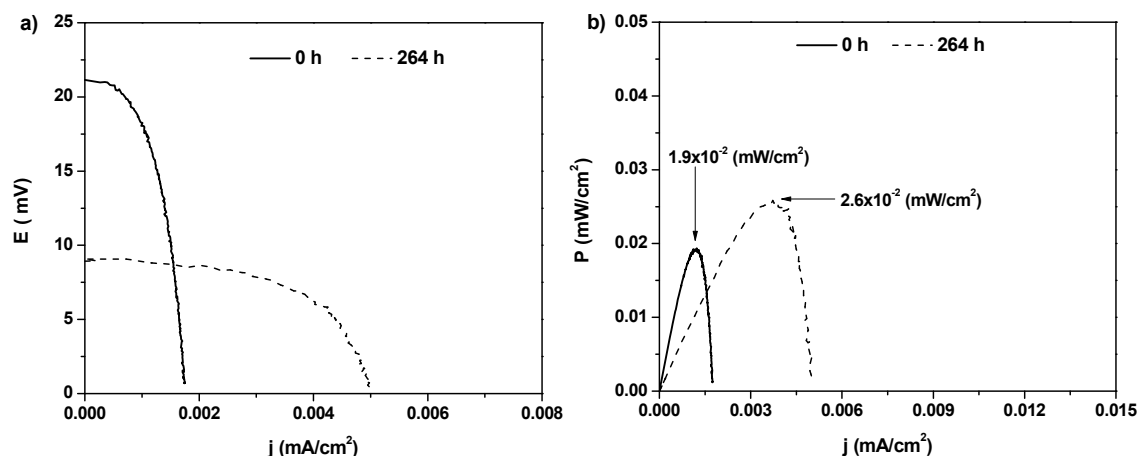 a)
0 h
264 h
25
20
15
10
5
0
E ( mV)
0.000
0.002
0.004
0.006
0.008
j (mA/cm²)
b)
0 h
264 h
0.05
0.04
0.03
0.02
0.01
0.00
P (mW/cm²)
1.9x10⁻² (mW/cm²)
2.6x10⁻² (mW/cm²)
0.000
0.003
0.006
0.009
0.012
0.015
j (mA/cm²)